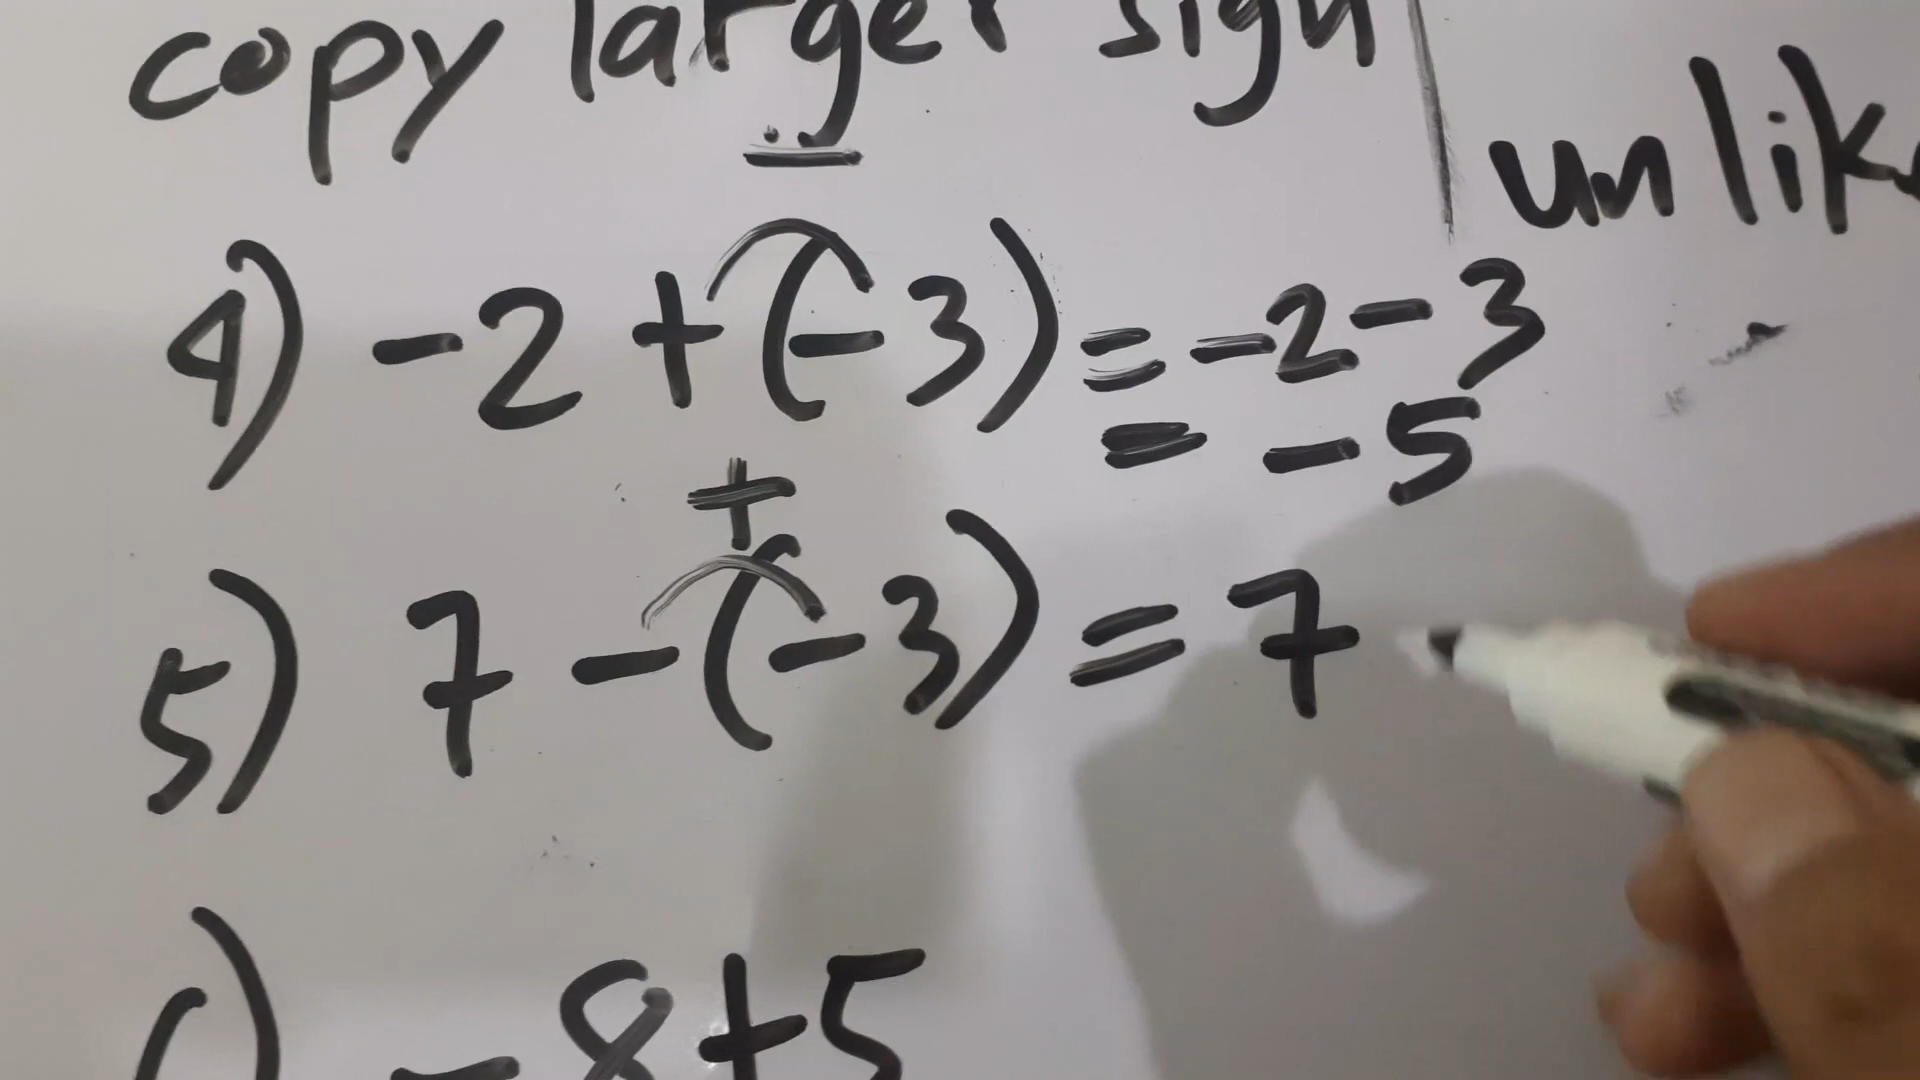 copy larger sign
unlik
4) -2 + (-3) = -2 - 3
= -5
+
5) 7 - (-3) = 7
-8+5